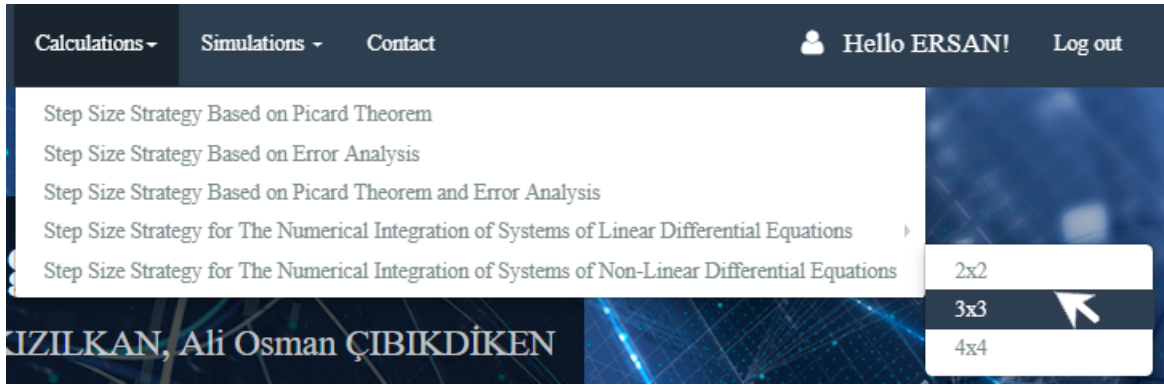 Calculations Simulations Contact Hello ERSAN! Log out
Step Size Strategy Based on Picard Theorem
Step Size Strategy Based on Error Analysis
Step Size Strategy Based on Picard Theorem and Error Analysis
Step Size Strategy for The Numerical Integration of Systems of Linear Differential Equations
Step Size Strategy for The Numerical Integration of Systems of Non-Linear Differential Equations
2x2
3x3
4x4
KIZILKAN, Ali Osman ÇIBIKDİKEN